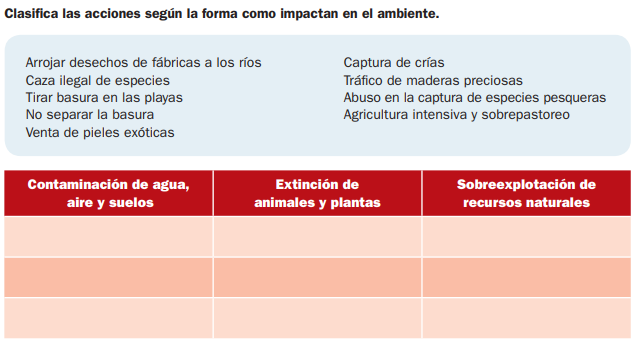 Clasifica las acciones según la forma como impactan en el ambiente.
Arrojar desechos de fábricas a los ríos
Caza ilegal de especies
Tirar basura en las playas
No separar la basura
Venta de pieles exóticas
Captura de crías
Tráfico de maderas preciosas
Abuso en la captura de especies pesqueras
Agricultura intensiva y sobrepastoreo
Contaminación de agua,
aire y suelos
Extinción de
animales y plantas
Sobreexplotación de
recursos naturales